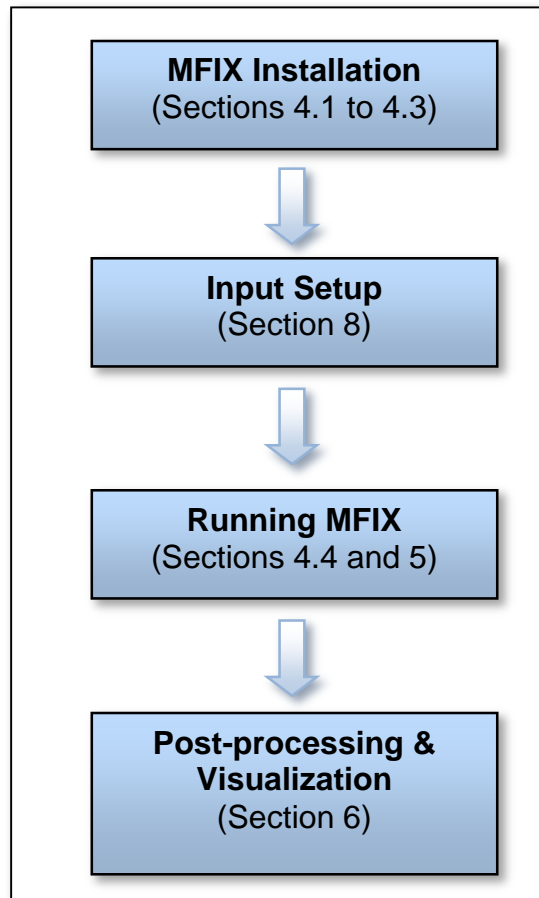 MFIX Installation
(Sections 4.1 to 4.3)
Input Setup
(Section 8)
Running MFIX
(Sections 4.4 and 5)
Post-processing &
Visualization
(Section 6)